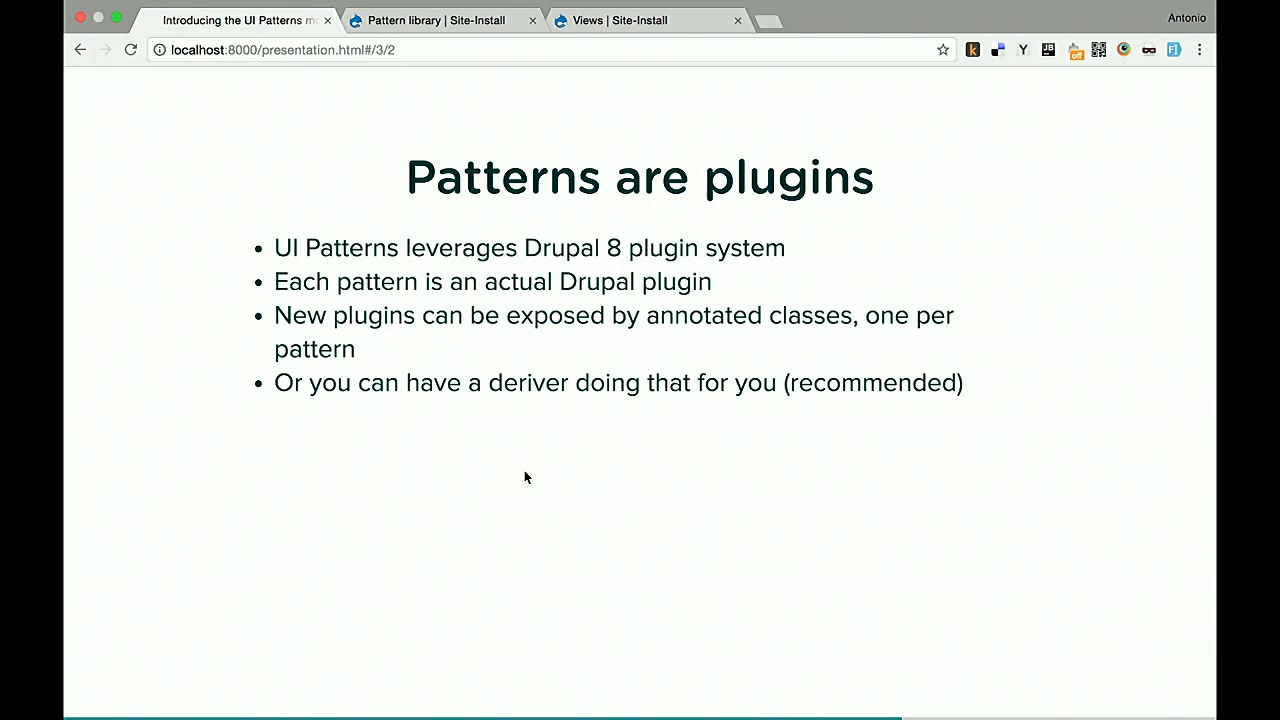 Introducing the UI Patterns mo
Pattern library | Site-Install
Views | Site-Install
Antonio
localhost:8000/presentation.html#/3/2
Patterns are plugins
• UI Patterns leverages Drupal 8 plugin system
• Each pattern is an actual Drupal plugin
• New plugins can be exposed by annotated classes, one per
pattern
• Or you can have a deriver doing that for you (recommended)